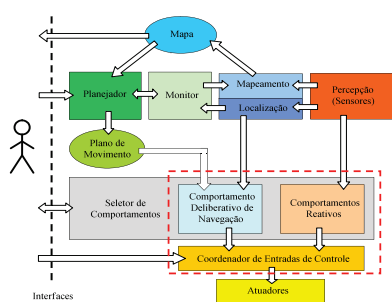 Mapa
Planejador
Monitor
Mapeamento
Localização
Percepção
(Sensores)
Plano de
Movimento
Seletor de
Comportamentos
Comportamento
Deliberativo de
Navegação
Comportamentos
Reativos
Coordenador de Entradas de Controle
Atuadores
Interfaces